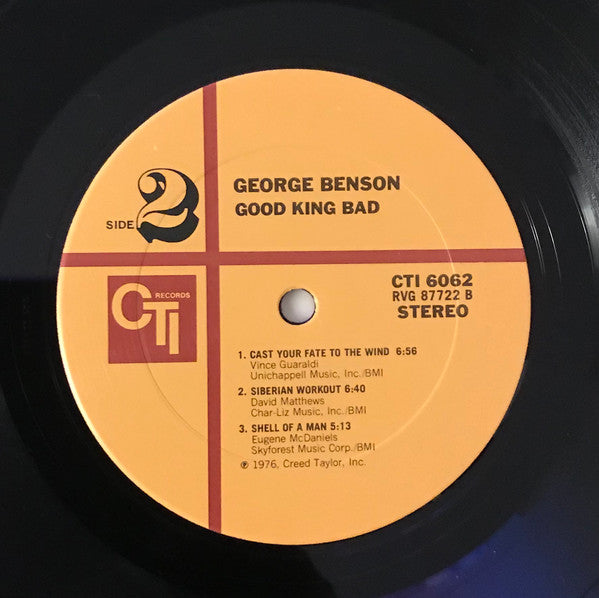 SIDE 2
GEORGE BENSON
GOOD KING BAD
CTI RECORDS
CTI 6062
RVG 87722 B
STEREO
1. CAST YOUR FATE TO THE WIND 6:56
Vince Guaraldi
Unichappell Music, Inc./BMI
2. SIBERIAN WORKOUT 6:40
David Matthews
Char-Liz Music, Inc./BMI
3. SHELL OF A MAN 5:13
Eugene McDaniels
Skyforest Music Corp./BMI
℗ 1976, Creed Taylor, Inc.